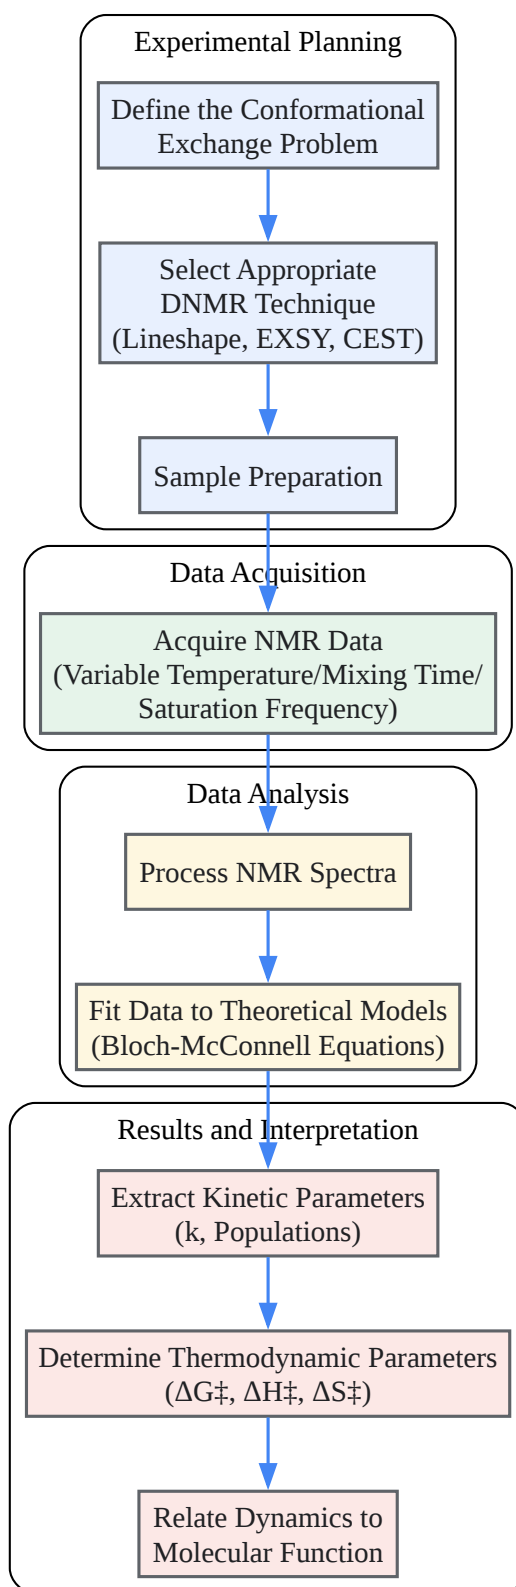 Experimental Planning
Define the Conformational
Exchange Problem
Select Appropriate
DNMR Technique
(Lineshape, EXSY, CEST)
Sample Preparation
Data Acquisition
Acquire NMR Data
(Variable Temperature/Mixing Time/
Saturation Frequency)
Data Analysis
Process NMR Spectra
Fit Data to Theoretical Models
(Bloch-McConnell Equations)
Results and Interpretation
Extract Kinetic Parameters
(k, Populations)
Determine Thermodynamic Parameters
(ΔG‡, ΔH‡, ΔS‡)
Relate Dynamics to
Molecular Function